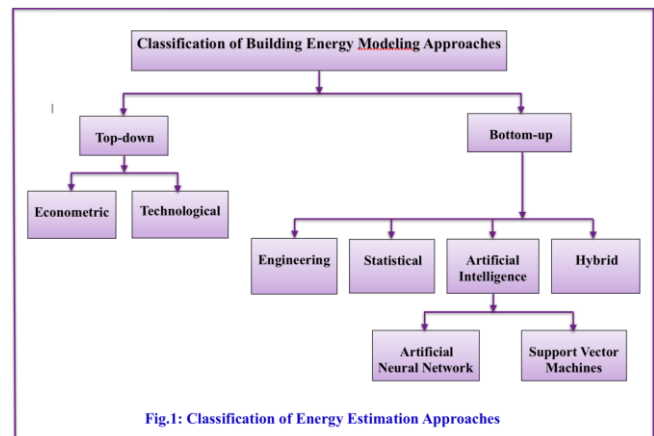 Classification of Building Energy Modeling Approaches
Top-down
Bottom-up
Econometric
Technological
Engineering
Statistical
Artificial
Intelligence
Hybrid
Artificial
Neural Network
Support Vector
Machines
Fig.1: Classification of Energy Estimation Approaches